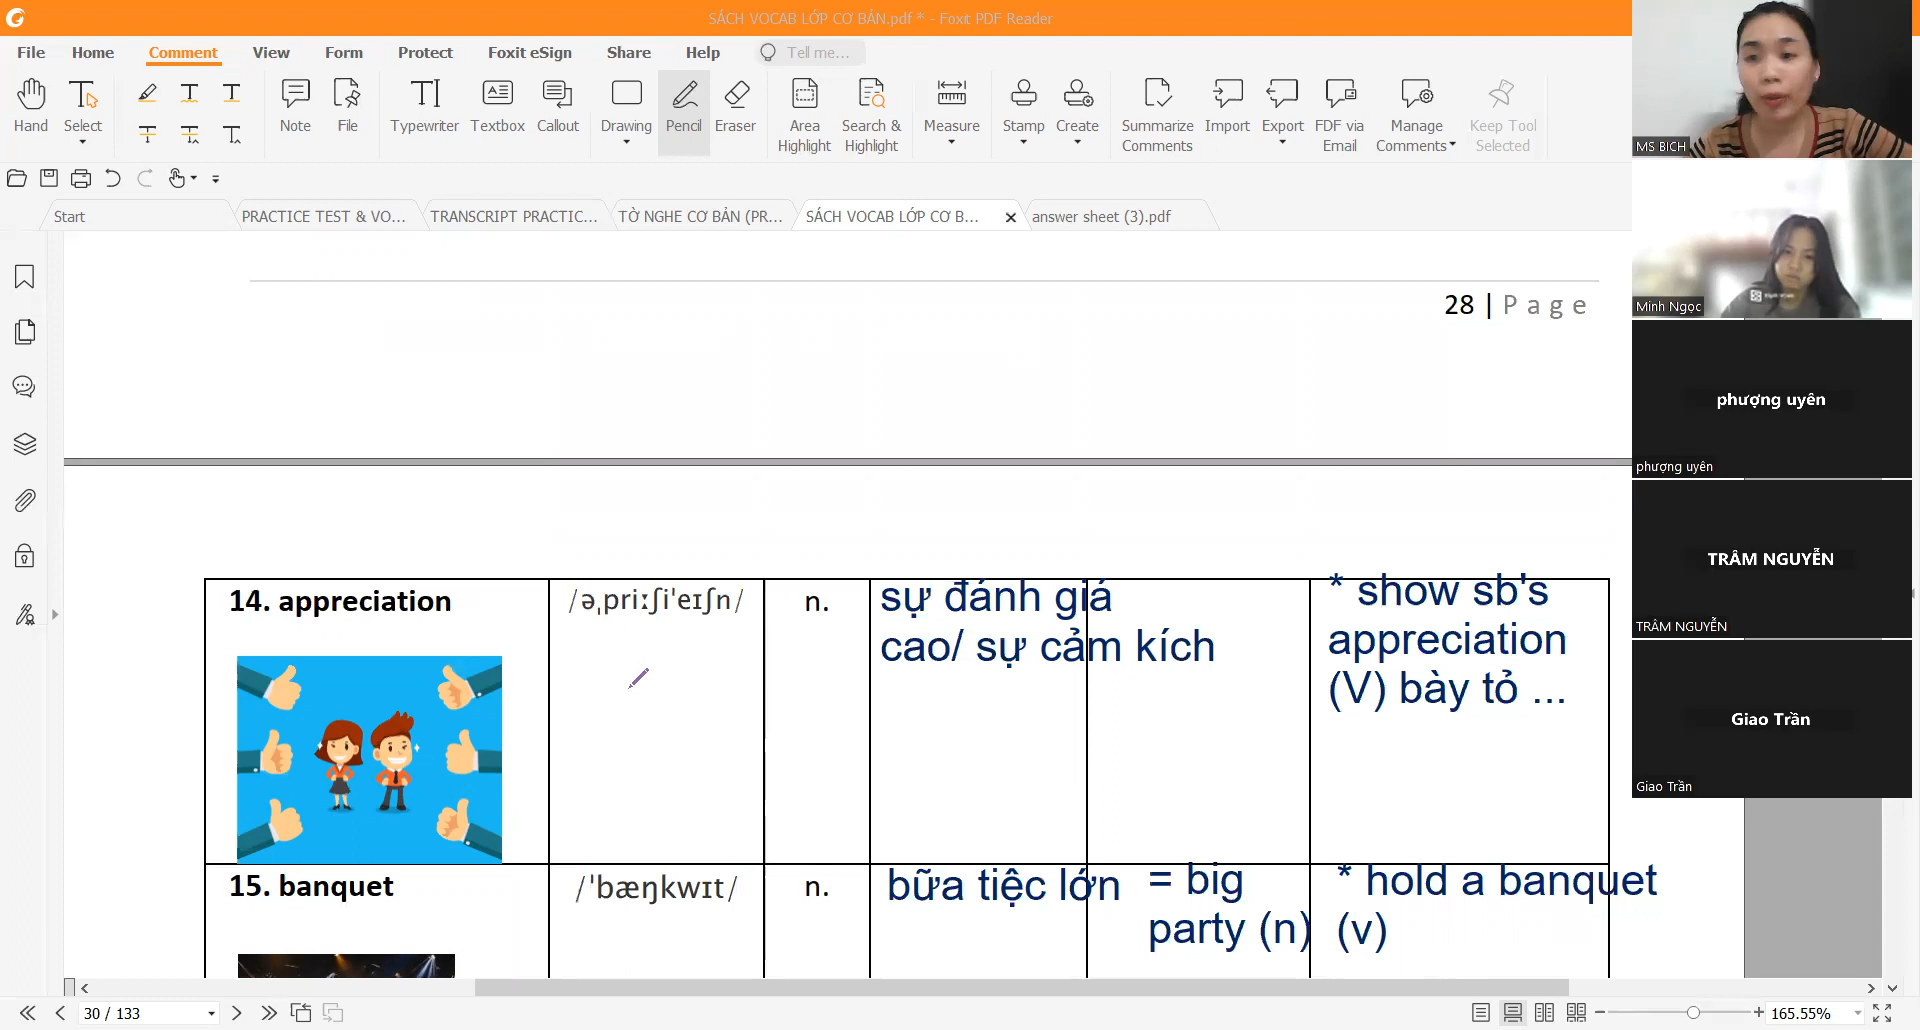 SÁCH VOCAB LỚP CƠ BẢN.pdf * - Foxit PDF Reader
File Home Comment View Form Protect Foxit eSign Share Help Tell me...
Hand Select Note File Typewriter Textbox Callout Drawing Pencil Eraser Area Highlight Search & Highlight Measure Stamp Create Summarize Comments Import Export FDF via Email Manage Comments Keep Tool Selected
Start PRACTICE TEST & VO... TRANSCRIPT PRACTIC... TỜ NGHE CƠ BẢN (PR... SÁCH VOCAB LỚP CƠ B... answer sheet (3).pdf
28 | Page
14. appreciation /əˌpriːʃiˈeɪʃn/ n. sự đánh giá
cao/ sự cảm kích
* show sb's
appreciation
(V) bày tỏ ...
15. banquet /ˈbæŋkwɪt/ n. bữa tiệc lớn
= big
party (n)
* hold a banquet
(v)
30 / 133
165.55%
MS BICH
Minh Ngọc
phượng uyên
phượng uyên
TRÂM NGUYỄN
TRÂM NGUYỄN
Giao Trần
Giao Trần